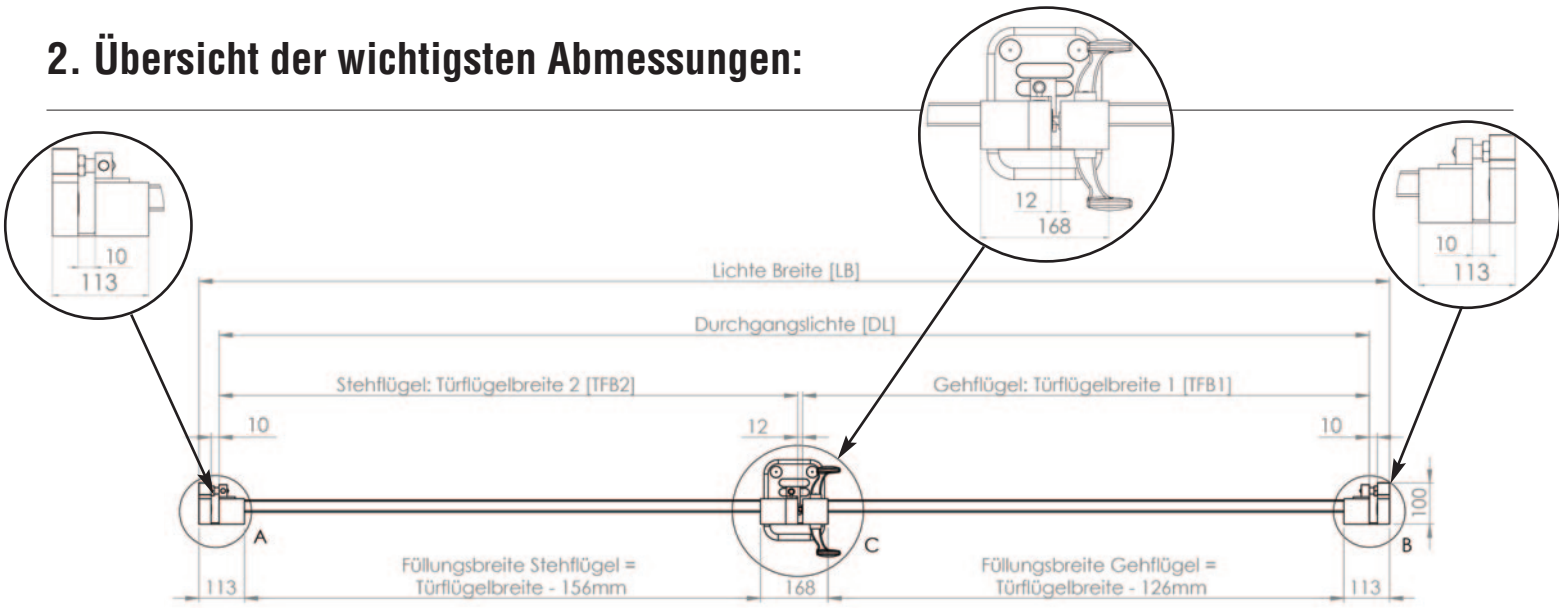 2. Übersicht der wichtigsten Abmessungen:
12
168
10
113
10
113
Lichte Breite [LB]
Durchgangslichte [DL]
Stehflügel: Türflügelbreite 2 [TFB2]
Gehflügel: Türflügelbreite 1 [TFB1]
10
12
10
100
A
C
B
Füllungsbreite Stehflügel =
Türflügelbreite - 156mm
Füllungsbreite Gehflügel =
Türflügelbreite - 126mm
113
168
113